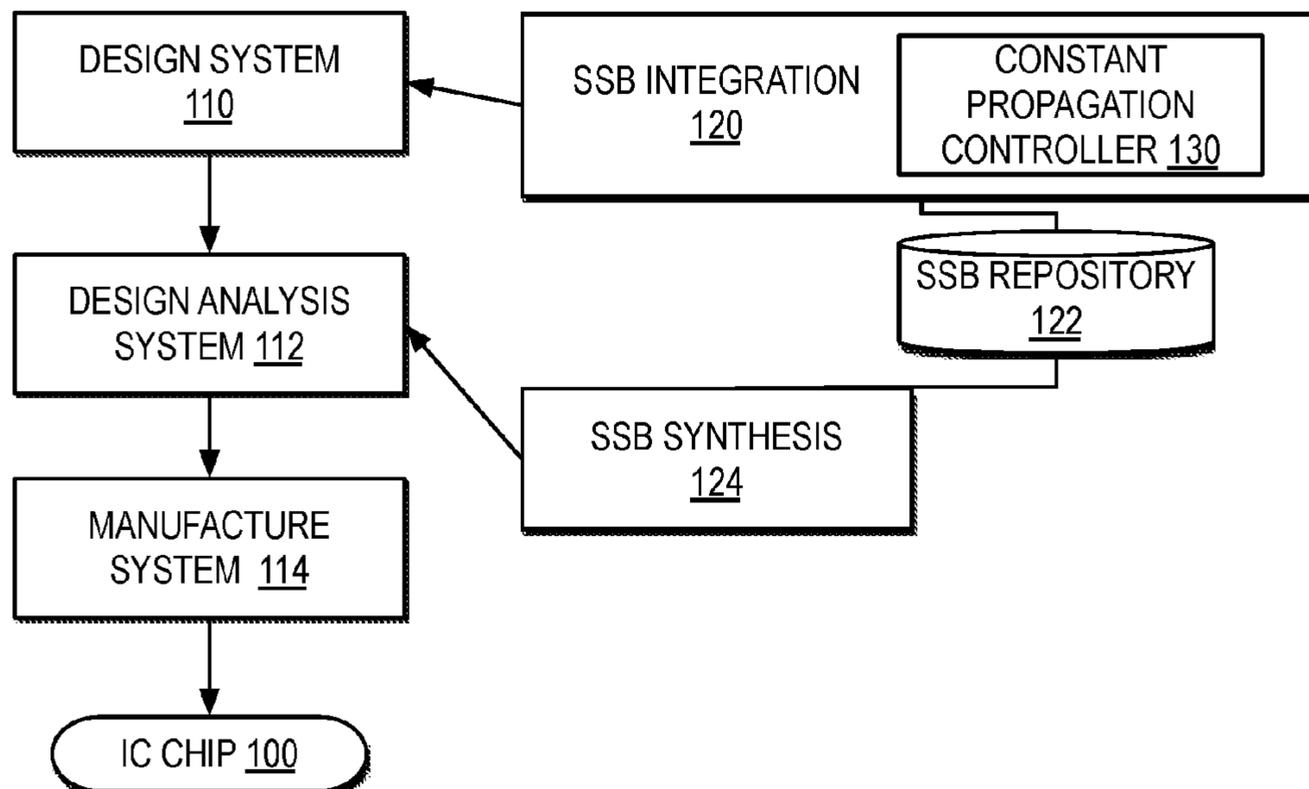 DESIGN SYSTEM
110
SSB INTEGRATION
120
CONSTANT
PROPAGATION
CONTROLLER 130
DESIGN ANALYSIS
SYSTEM 112
SSB REPOSITORY
122
SSB SYNTHESIS
124
MANUFACTURE
SYSTEM 114
IC CHIP 100